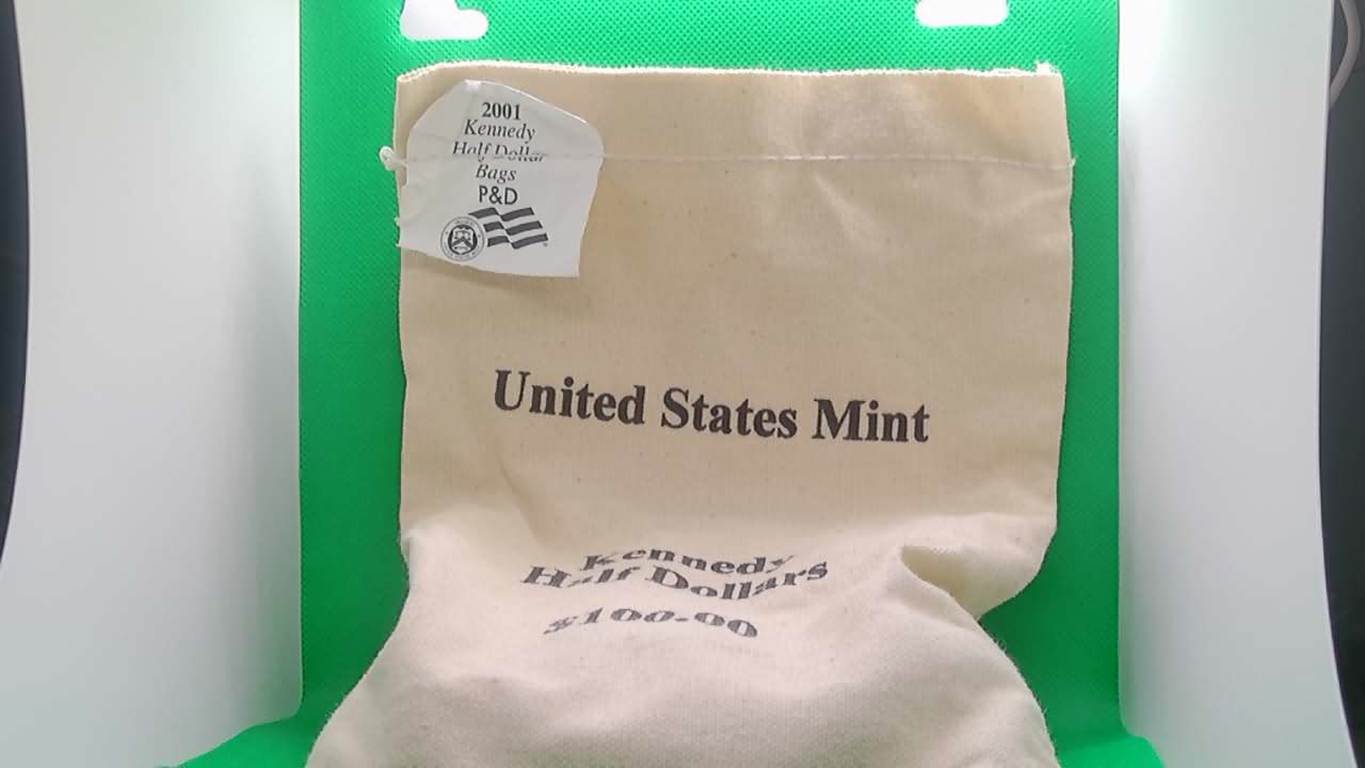 2001
Kennedy
Half Dollar
Bags
P&D
United States Mint
Kennedy
Half Dollars
$100.00